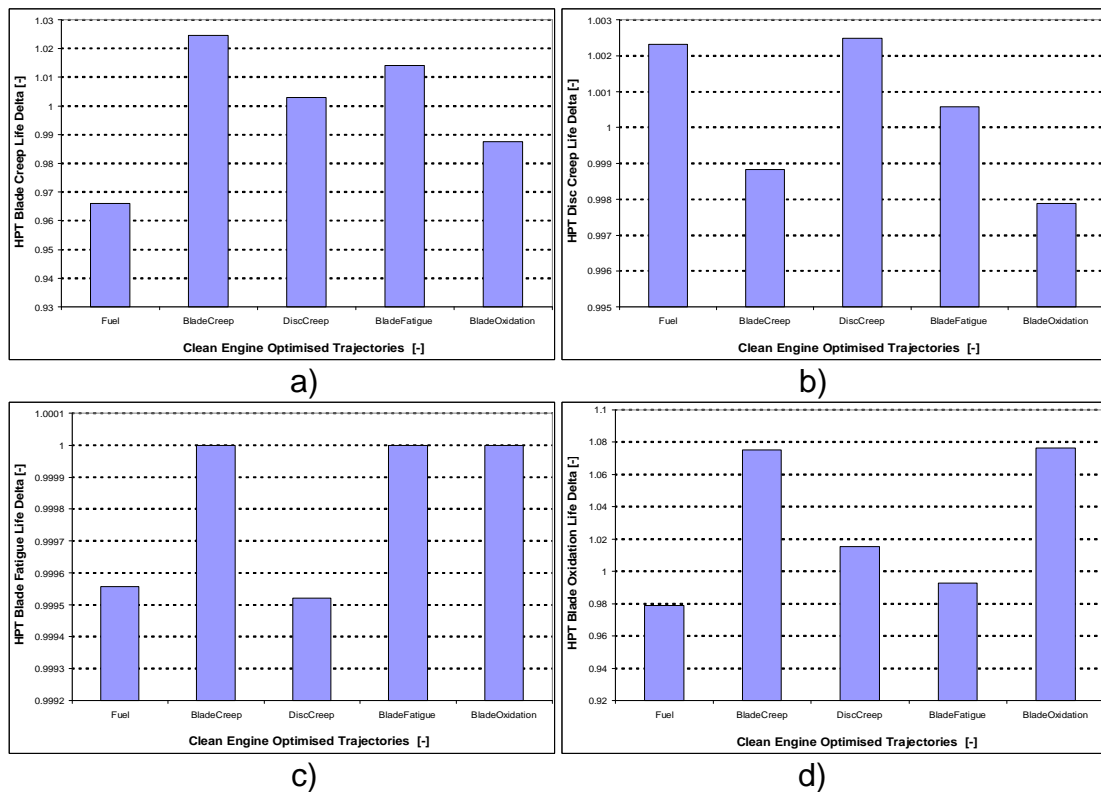 HPT Blade Creep Life Delta [-]
1.03
1.02
1.01
1
0.99
0.98
0.97
0.96
0.95
0.94
0.93
Fuel BladeCreep DiscCreep BladeFatigue BladeOxidation
Clean Engine Optimised Trajectories [-]
a)
HPT Disc Creep Life Delta [-]
1.003
1.002
1.001
1
0.999
0.998
0.997
0.996
0.995
Fuel BladeCreep DiscCreep BladeFatigue BladeOxidation
Clean Engine Optimised Trajectories [-]
b)
HPT Blade Fatigue Life Delta [-]
1.0001
1
0.9999
0.9998
0.9997
0.9996
0.9995
0.9994
0.9993
0.9992
Fuel BladeCreep DiscCreep BladeFatigue BladeOxidation
Clean Engine Optimised Trajectories [-]
c)
HPT Blade Oxidation Life Delta [-]
1.1
1.08
1.06
1.04
1.02
1
0.98
0.96
0.94
0.92
Fuel BladeCreep DiscCreep BladeFatigue BladeOxidation
Clean Engine Optimised Trajectories [-]
d)